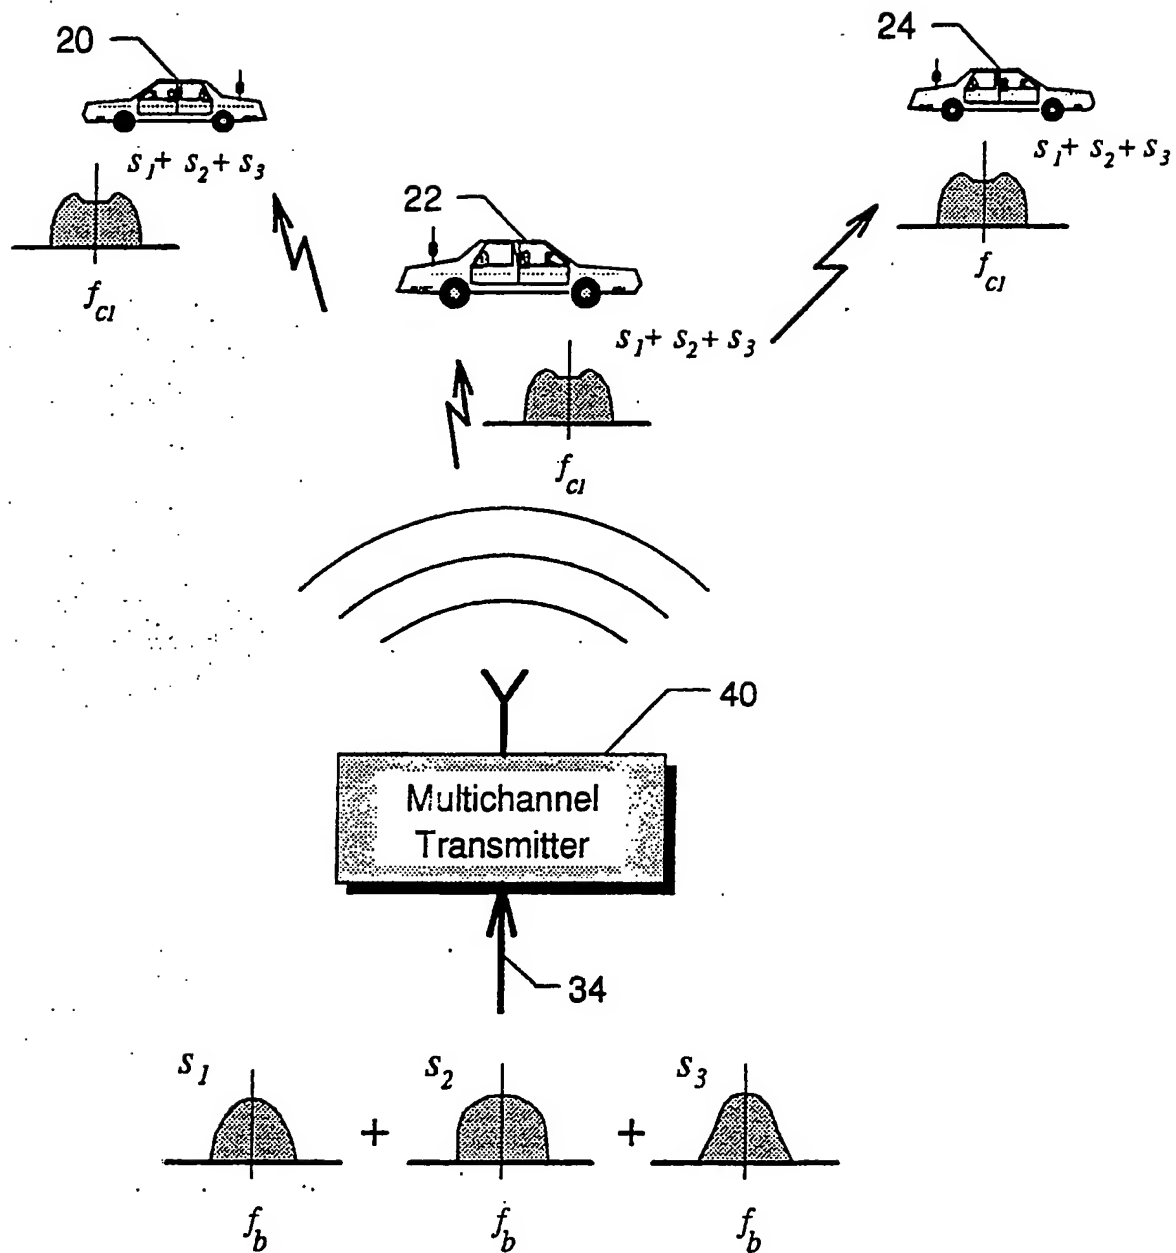 20
24
s1+ s2+ s3
s1+ s2+ s3
22
fc1
fc1
s1+ s2+ s3
fc1
40
Multichannel
Transmitter
34
s1
s2
s3
+
+
fb
fb
fb